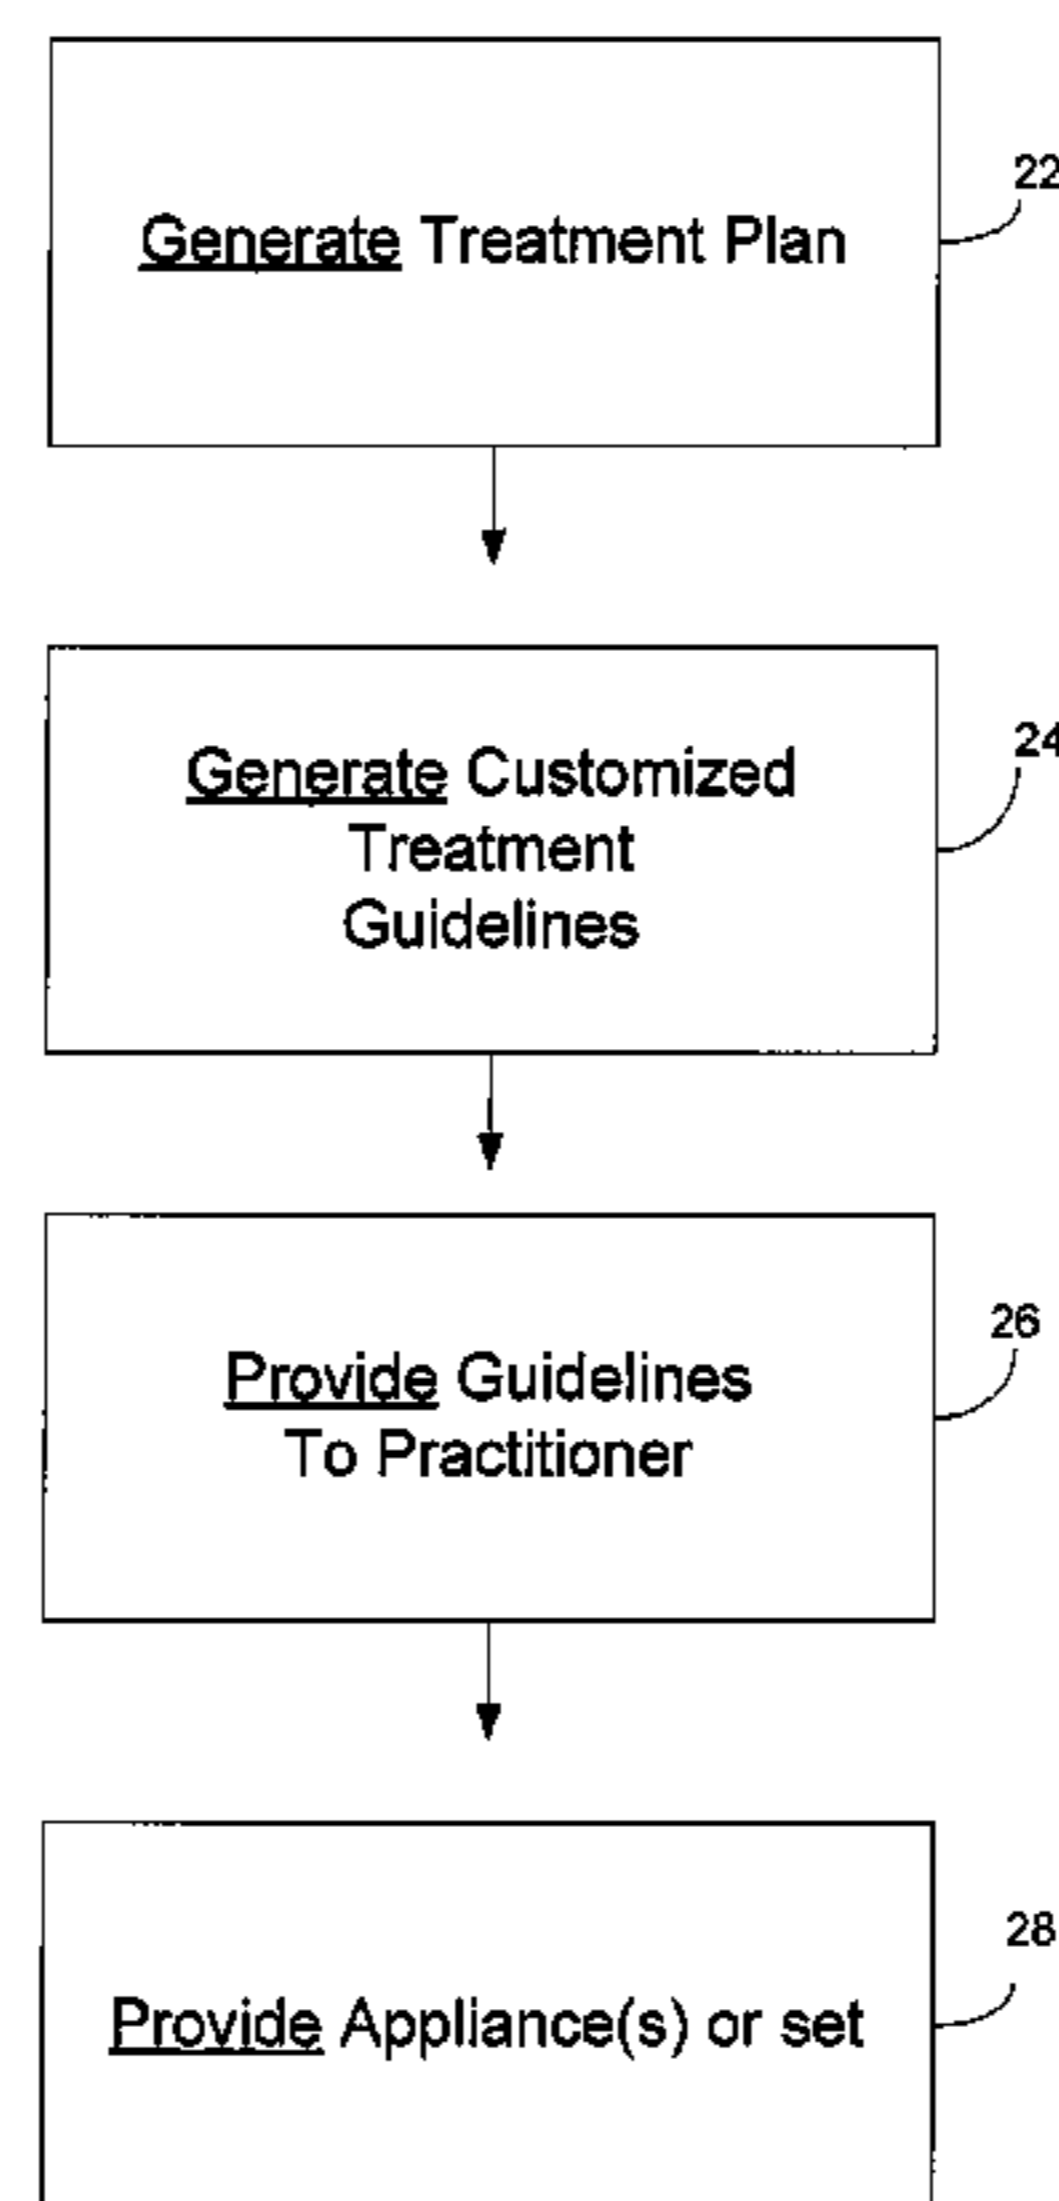 22
Generate Treatment Plan
24
Generate Customized
Treatment
Guidelines
26
Provide Guidelines
To Practitioner
28
Provide Appliance(s) or set